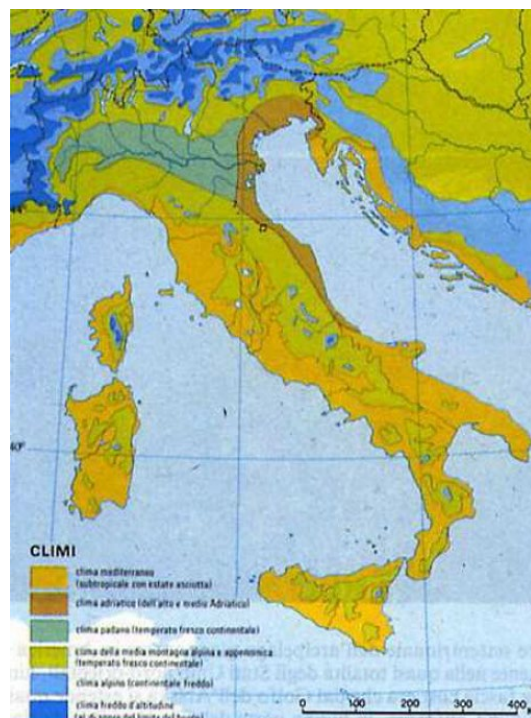 40°
CLIMI
clima mediterraneo
(subtropicale con estate asciutta)
clima adriatico (dell'alto e medio Adriatico)
clima padano (temperato fresco continentale)
clima della media montagna alpina e appenninica
(temperato fresco continentale)
clima alpino (continentale freddo)
clima freddo d'altitudine
0 100 200 300 400